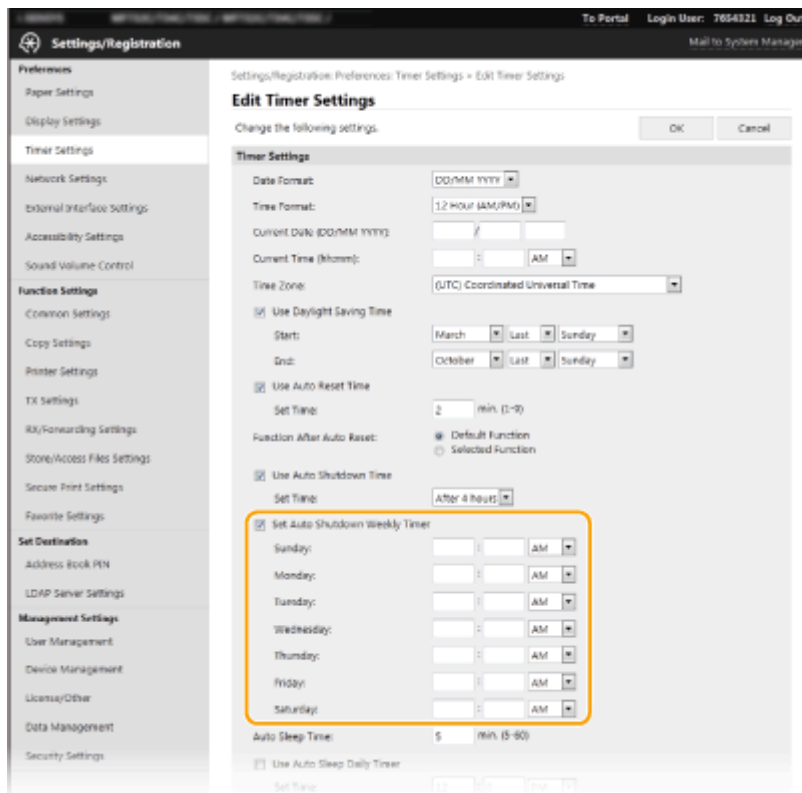 To Portal Login User: 7654321 Log Ou
Settings/Registration
Mail to System Manager
Preferences
Paper Settings
Display Settings
Timer Settings
Network Settings
External Interface Settings
Accessibility Settings
Sound Volume Control
Function Settings
Common Settings
Copy Settings
Printer Settings
TX Settings
RX/Forwarding Settings
Store/Access Files Settings
Secure Print Settings
Favorite Settings
Set Destination
Address Book PIN
LDAP Server Settings
Management Settings
User Management
Device Management
License/Other
Data Management
Security Settings
Settings/Registration: Preferences: Timer Settings > Edit Timer Settings
Edit Timer Settings
Change the following settings.
OK Cancel
Timer Settings
Date Format: DD/MM YYYY
Time Format: 12 Hour (AM/PM)
Current Date (DD/MM YYYY): /
Current Time (hh:mm): : AM
Time Zone: (UTC) Coordinated Universal Time
Use Daylight Saving Time
Start: March Last Sunday
End: October Last Sunday
Use Auto Reset Time
Set Time: 2 min. (1-9)
Function After Auto Reset: Default Function
Selected Function
Use Auto Shutdown Time
Set Time: After 4 hours
Set Auto Shutdown Weekly Timer
Sunday: : AM
Monday: : AM
Tuesday: : AM
Wednesday: : AM
Thursday: : AM
Friday: : AM
Saturday: : AM
Auto Sleep Time: 5 min. (5-60)
Use Auto Sleep Daily Timer
Set Time: 12 : PM